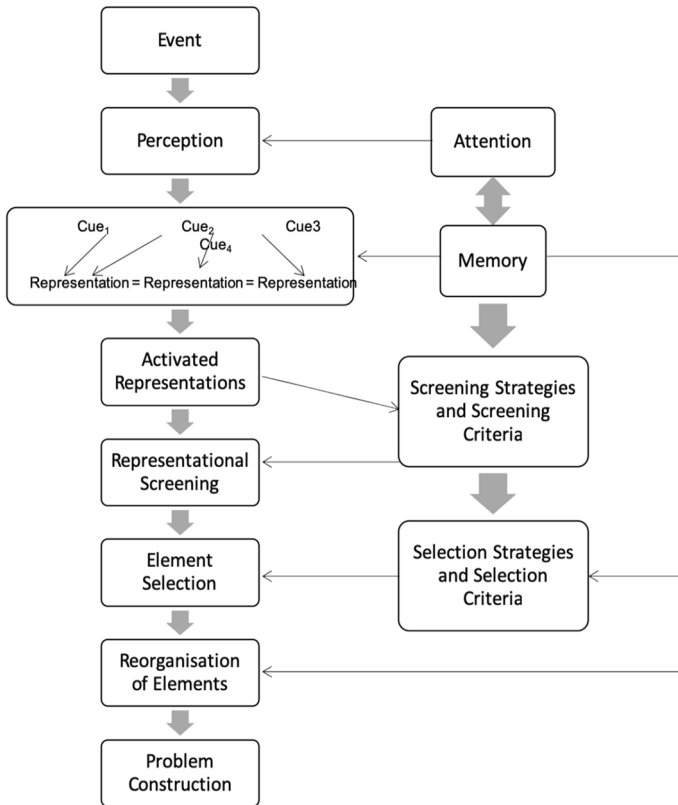 Event
Perception
Attention
Cue₁ Cue₂ Cue3
Cue₄
Representation = Representation = Representation
Memory
Activated
Representations
Screening Strategies
and Screening
Criteria
Representational
Screening
Element
Selection
Selection Strategies
and Selection
Criteria
Reorganisation
of Elements
Problem
Construction